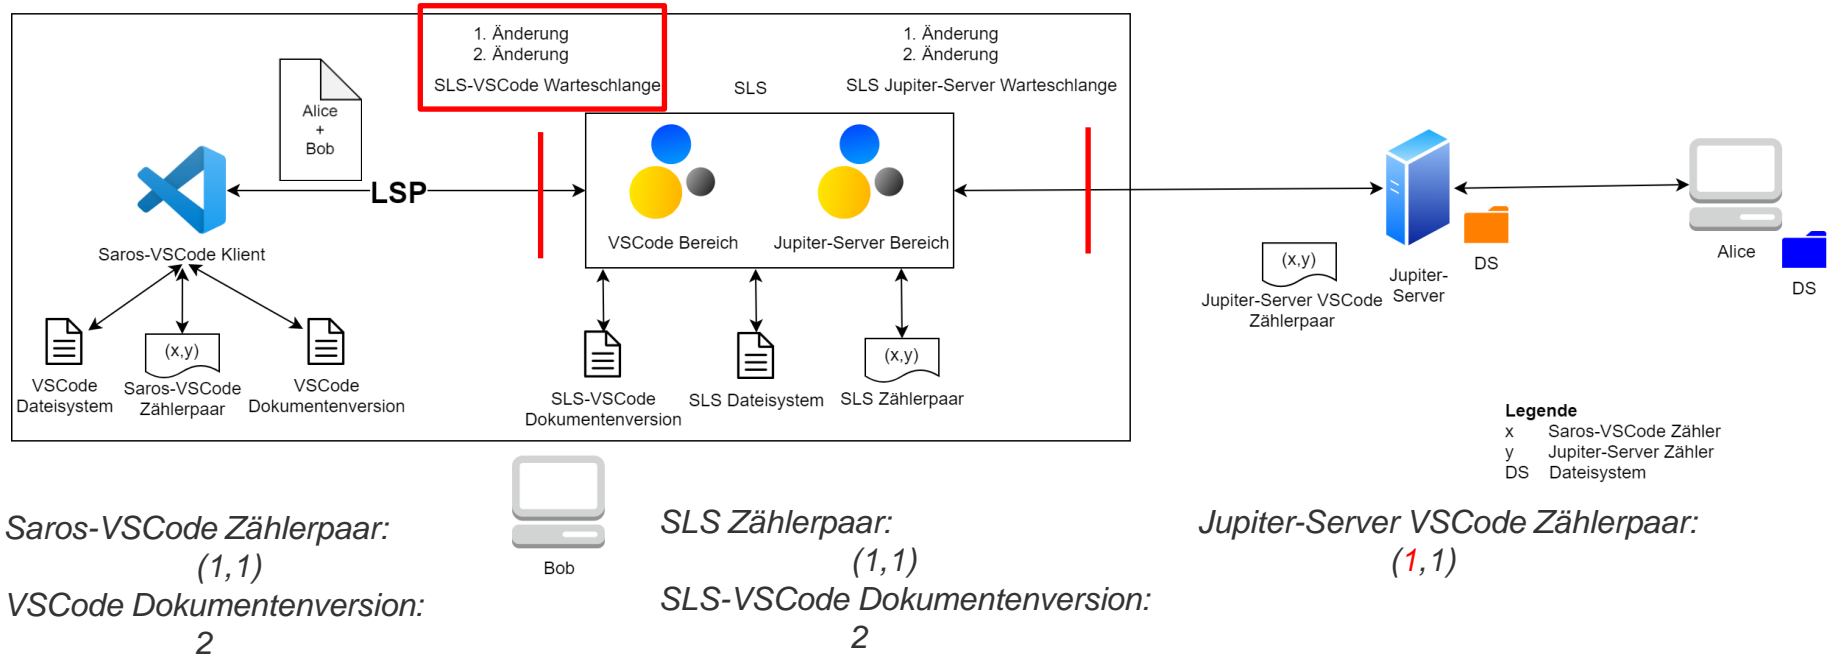 1. Änderung
2. Änderung
SLS-VSCode Warteschlange
SLS
1. Änderung
2. Änderung
SLS Jupiter-Server Warteschlange
Alice
+
Bob
LSP
Saros-VSCode Klient
VSCode Bereich
Jupiter-Server Bereich
VSCode
Dateisystem
(x,y)
Saros-VSCode
Zählerpaar
VSCode
Dokumentenversion
SLS-VSCode
Dokumentenversion
SLS Dateisystem
(x,y)
SLS Zählerpaar
(x,y)
Jupiter-Server VSCode
Zählerpaar
Jupiter-
Server
DS
Alice
DS
Legende
x Saros-VSCode Zähler
y Jupiter-Server Zähler
DS Dateisystem
Bob
Saros-VSCode Zählerpaar:
(1,1)
VSCode Dokumentenversion:
2
SLS Zählerpaar:
(1,1)
SLS-VSCode Dokumentenversion:
2
Jupiter-Server VSCode Zählerpaar:
(1,1)